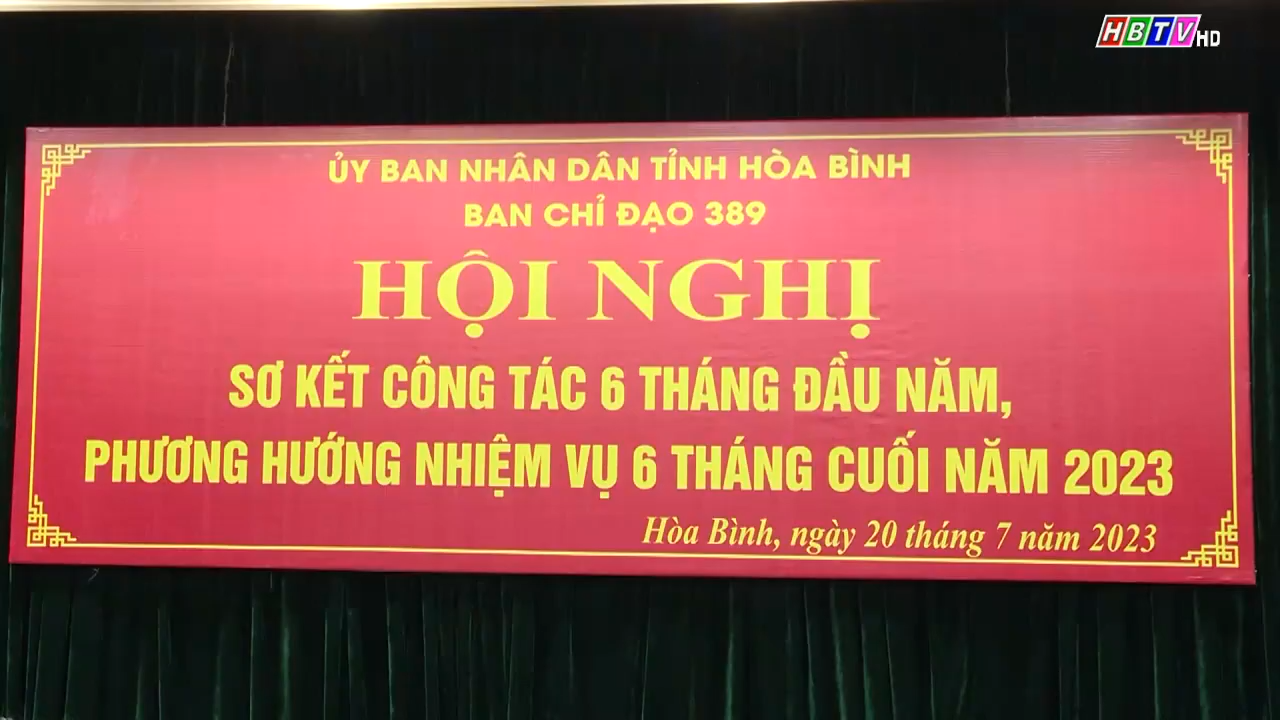 HBTV HD
ỦY BAN NHÂN DÂN TỈNH HÒA BÌNH
BAN CHỈ ĐẠO 389
HỘI NGHỊ
SƠ KẾT CÔNG TÁC 6 THÁNG ĐẦU NĂM,
PHƯƠNG HƯỚNG NHIỆM VỤ 6 THÁNG CUỐI NĂM 2023
Hòa Bình, ngày 20 tháng 7 năm 2023